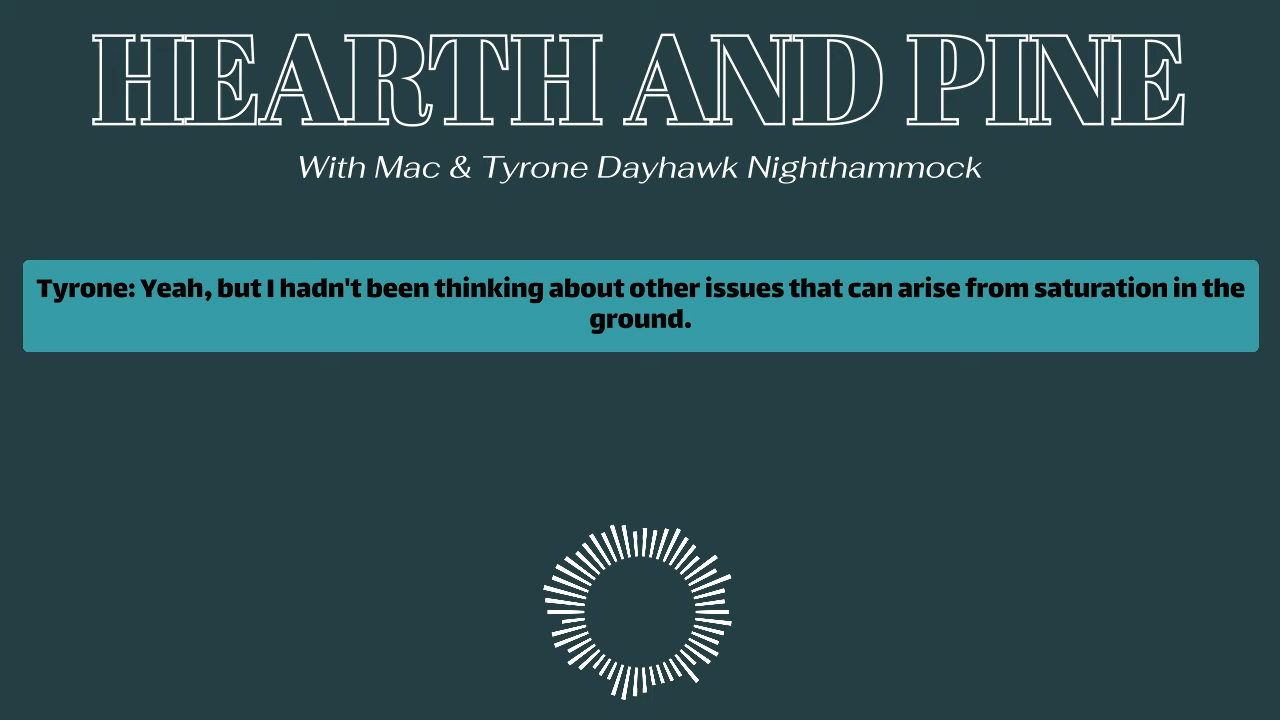 HEARTH AND PINE
With Mac & Tyrone Dayhawk Nighthammock
Tyrone: Yeah, but I hadn't been thinking about other issues that can arise from saturation in the
ground.